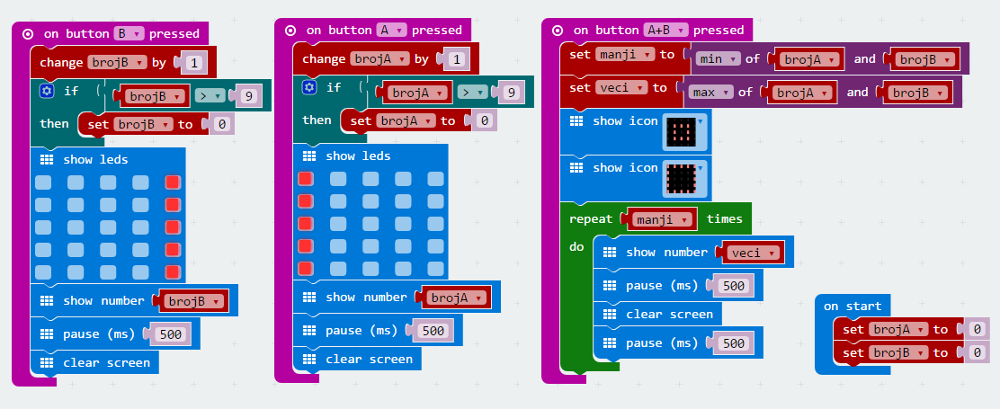 on button B pressed
change brojB by 1
if brojB > 9
then set brojB to 0
show leds
show number brojB
pause (ms) 500
clear screen
on button A pressed
change brojA by 1
if brojA > 9
then set brojA to 0
show leds
show number brojA
pause (ms) 500
clear screen
on button A+B pressed
set manji to min of brojA and brojB
set veci to max of brojA and brojB
show icon
show icon
repeat manji times
do show number veci
pause (ms) 500
clear screen
pause (ms) 500
on start
set brojA to 0
set brojB to 0